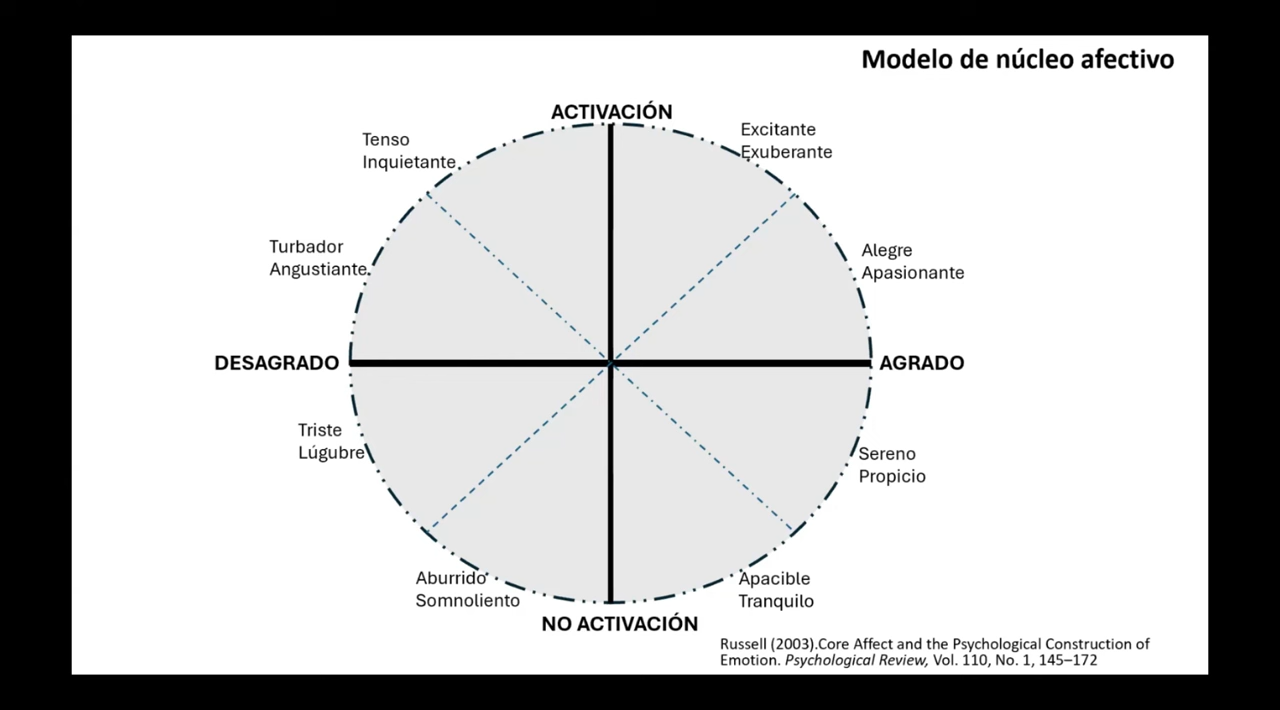 Modelo de núcleo afectivo
ACTIVACIÓN
Excitante
Exuberante
Tenso
Inquietante
Turbador
Angustiante
Alegre
Apasionante
DESAGRADO
AGRADO
Triste
Lúgubre
Sereno
Propicio
Aburrido
Somnoliento
Apacible
Tranquilo
NO ACTIVACIÓN
Russell (2003).Core Affect and the Psychological Construction of
Emotion. Psychological Review, Vol. 110, No. 1, 145–172